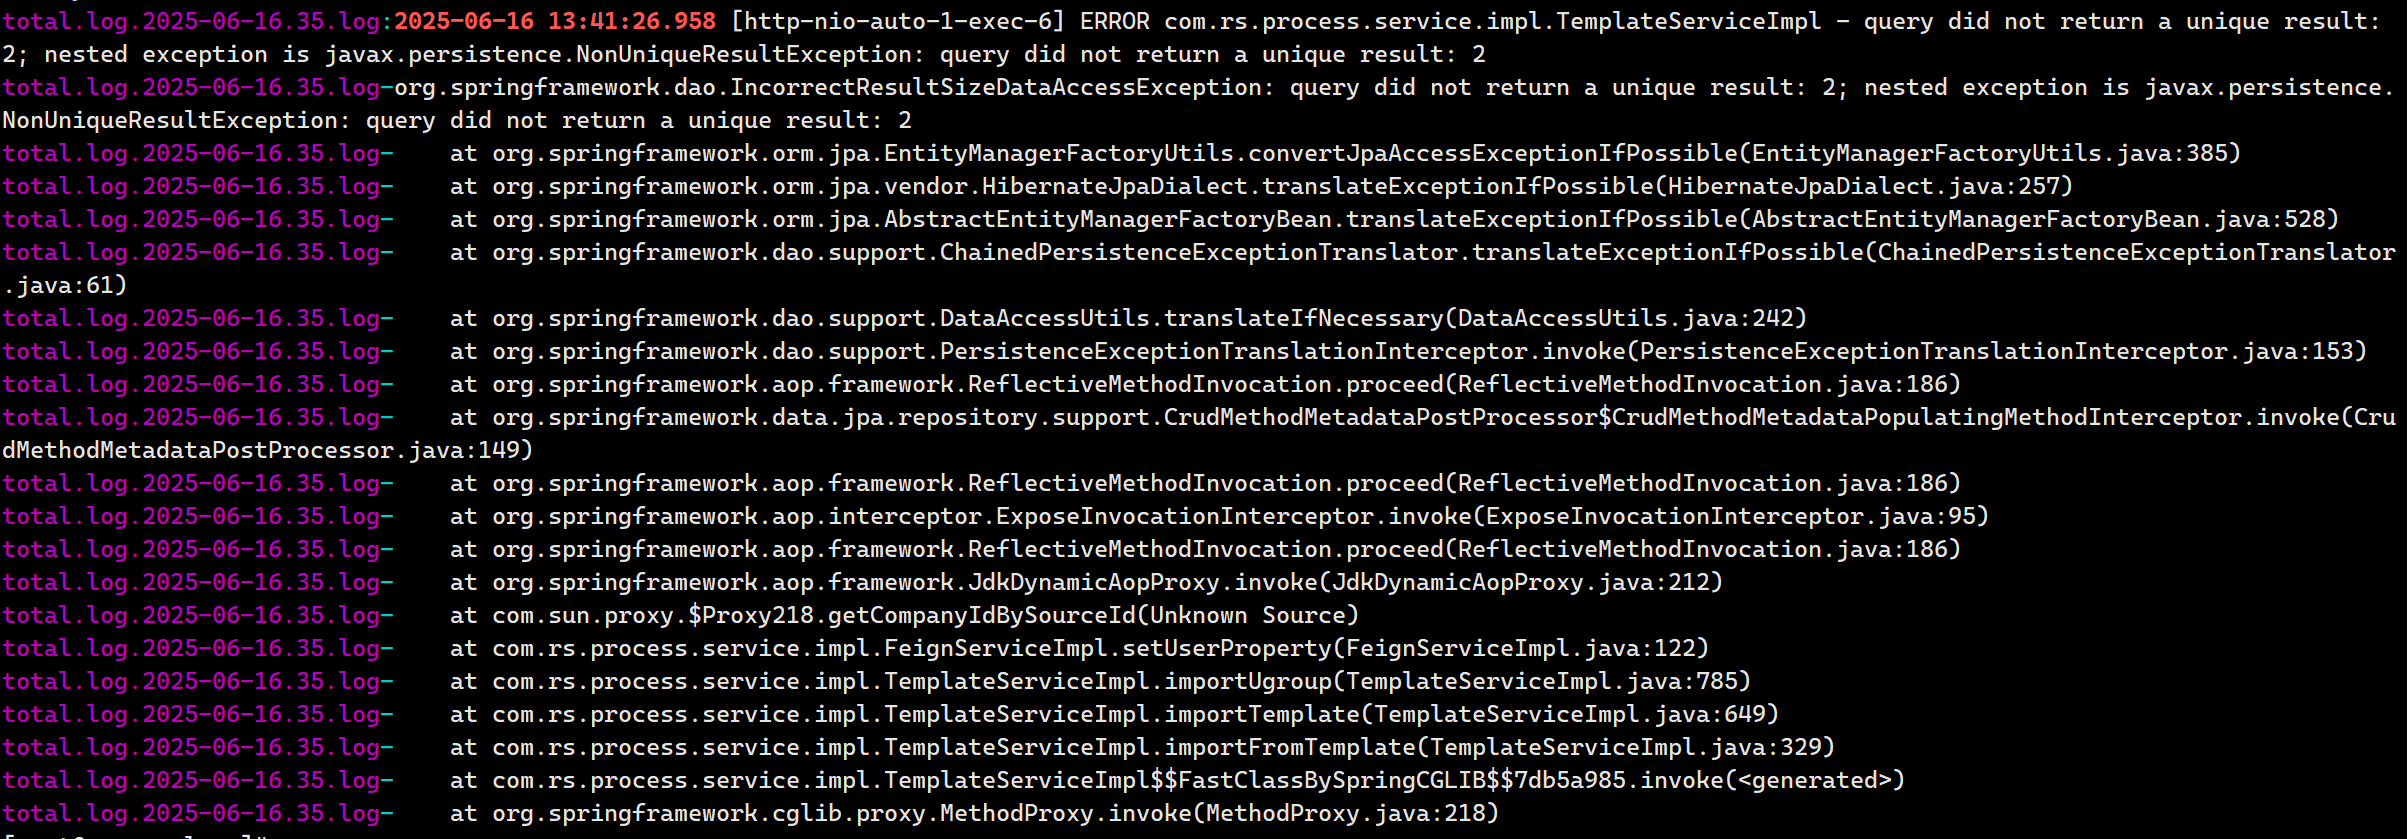 total.log.2025-06-16.35.log:2025-06-16 13:41:26.958 [http-nio-auto-1-exec-6] ERROR com.rs.process.service.impl.TemplateServiceImpl - query did not return a unique result:
2; nested exception is javax.persistence.NonUniqueResultException: query did not return a unique result: 2
total.log.2025-06-16.35.log-org.springframework.dao.IncorrectResultSizeDataAccessException: query did not return a unique result: 2; nested exception is javax.persistence.
NonUniqueResultException: query did not return a unique result: 2
total.log.2025-06-16.35.log-    at org.springframework.orm.jpa.EntityManagerFactoryUtils.convertJpaAccessExceptionIfPossible(EntityManagerFactoryUtils.java:385)
total.log.2025-06-16.35.log-    at org.springframework.orm.jpa.vendor.HibernateJpaDialect.translateExceptionIfPossible(HibernateJpaDialect.java:257)
total.log.2025-06-16.35.log-    at org.springframework.orm.jpa.AbstractEntityManagerFactoryBean.translateExceptionIfPossible(AbstractEntityManagerFactoryBean.java:528)
total.log.2025-06-16.35.log-    at org.springframework.dao.support.ChainedPersistenceExceptionTranslator.translateExceptionIfPossible(ChainedPersistenceExceptionTranslator
.java:61)
total.log.2025-06-16.35.log-    at org.springframework.dao.support.DataAccessUtils.translateIfNecessary(DataAccessUtils.java:242)
total.log.2025-06-16.35.log-    at org.springframework.dao.support.PersistenceExceptionTranslationInterceptor.invoke(PersistenceExceptionTranslationInterceptor.java:153)
total.log.2025-06-16.35.log-    at org.springframework.aop.framework.ReflectiveMethodInvocation.proceed(ReflectiveMethodInvocation.java:186)
total.log.2025-06-16.35.log-    at org.springframework.data.jpa.repository.support.CrudMethodMetadataPostProcessor$CrudMethodMetadataPopulatingMethodInterceptor.invoke(Cru
dMethodMetadataPostProcessor.java:149)
total.log.2025-06-16.35.log-    at org.springframework.aop.framework.ReflectiveMethodInvocation.proceed(ReflectiveMethodInvocation.java:186)
total.log.2025-06-16.35.log-    at org.springframework.aop.interceptor.ExposeInvocationInterceptor.invoke(ExposeInvocationInterceptor.java:95)
total.log.2025-06-16.35.log-    at org.springframework.aop.framework.ReflectiveMethodInvocation.proceed(ReflectiveMethodInvocation.java:186)
total.log.2025-06-16.35.log-    at org.springframework.aop.framework.JdkDynamicAopProxy.invoke(JdkDynamicAopProxy.java:212)
total.log.2025-06-16.35.log-    at com.sun.proxy.$Proxy218.getCompanyIdBySourceId(Unknown Source)
total.log.2025-06-16.35.log-    at com.rs.process.service.impl.FeignServiceImpl.setUserProperty(FeignServiceImpl.java:122)
total.log.2025-06-16.35.log-    at com.rs.process.service.impl.TemplateServiceImpl.importUgroup(TemplateServiceImpl.java:785)
total.log.2025-06-16.35.log-    at com.rs.process.service.impl.TemplateServiceImpl.importTemplate(TemplateServiceImpl.java:649)
total.log.2025-06-16.35.log-    at com.rs.process.service.impl.TemplateServiceImpl.importFromTemplate(TemplateServiceImpl.java:329)
total.log.2025-06-16.35.log-    at com.rs.process.service.impl.TemplateServiceImpl$$FastClassBySpringCGLIB$$7db5a985.invoke(<generated>)
total.log.2025-06-16.35.log-    at org.springframework.cglib.proxy.MethodProxy.invoke(MethodProxy.java:218)